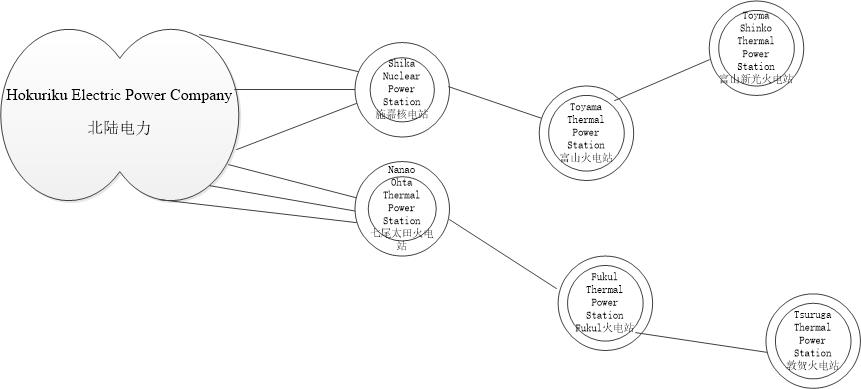 Hokuriku Electric Power Company
北陆电力
Shika
Nuclear
Power
Station
施嘉核电站
Nanao
Ohta
Thermal
Power
Station
七尾太田火电
站
Toyama
Thermal
Power
Station
富山火电站
Toyma
Shinko
Thermal
Power
Station
富山新光火电站
Fukul
Thermal
Power
Station
Fukul火电站
Tsuruga
Thermal
Power
Station
敦贺火电站